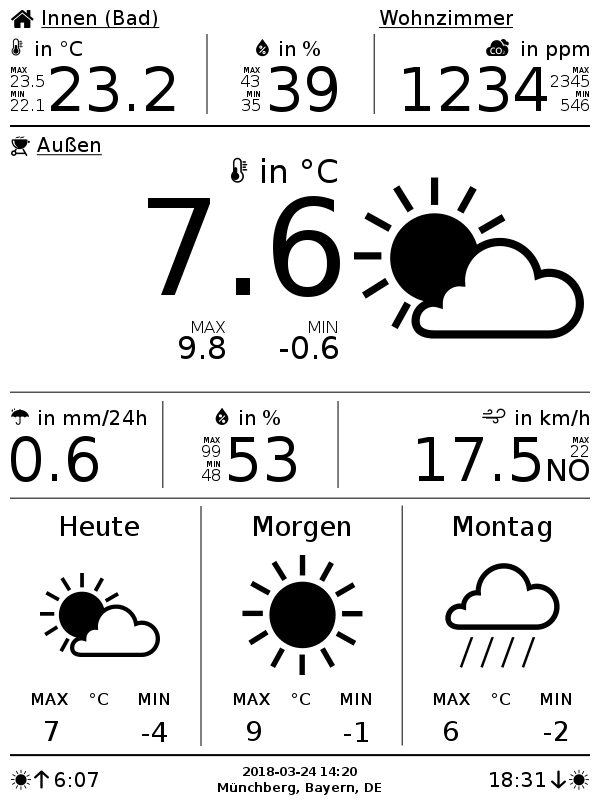 Innen (Bad) Wohnzimmer
in °C in % CO₂ in ppm
MAX 23.5 23.2 MAX 43 39 1234 MAX 2345
MIN 22.1 MIN 35 MIN 546
Außen
in °C
7.6
MAX MIN
9.8 -0.6
in mm/24h in % in km/h
0.6 MAX 99 53 17.5 NO MAX 22
MIN 48
Heute Morgen Montag
MAX °C MIN MAX °C MIN MAX °C MIN
7 -4 9 -1 6 -2
6:07 2018-03-24 14:20 18:31
Münchberg, Bayern, DE